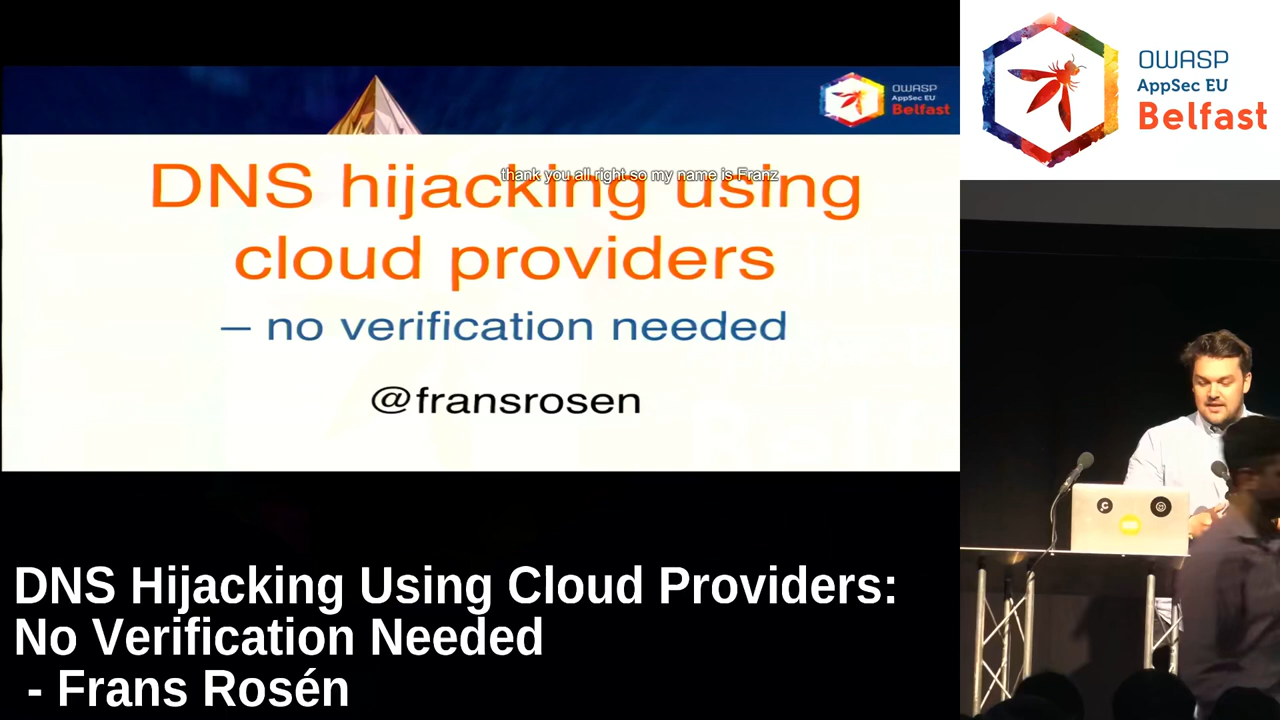 OWASP
AppSec EU
Belfast
DNS hijacking using
thank you all right so my name is Franz
cloud providers
– no verification needed
@fransrosen
OWASP
AppSec EU
Belfast
DNS Hijacking Using Cloud Providers:
No Verification Needed
- Frans Rosén